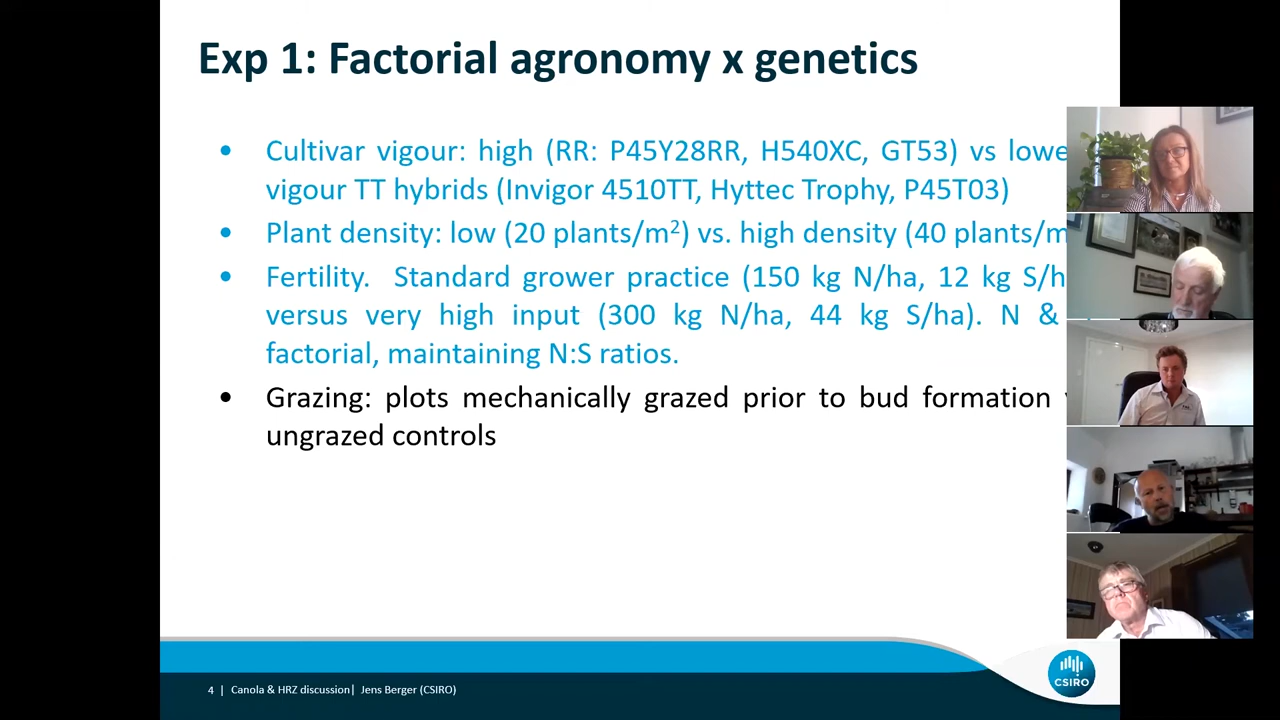 Exp 1: Factorial agronomy x genetics
• Cultivar vigour: high (RR: P45Y28RR, H540XC, GT53) vs lowe
vigour TT hybrids (Invigor 4510TT, Hyttec Trophy, P45T03)
• Plant density: low (20 plants/m²) vs. high density (40 plants/m
• Fertility. Standard grower practice (150 kg N/ha, 12 kg S/h
versus very high input (300 kg N/ha, 44 kg S/ha). N &
factorial, maintaining N:S ratios.
• Grazing: plots mechanically grazed prior to bud formation
ungrazed controls
4 | Canola & HRZ discussion| Jens Berger (CSIRO)
CSIRO